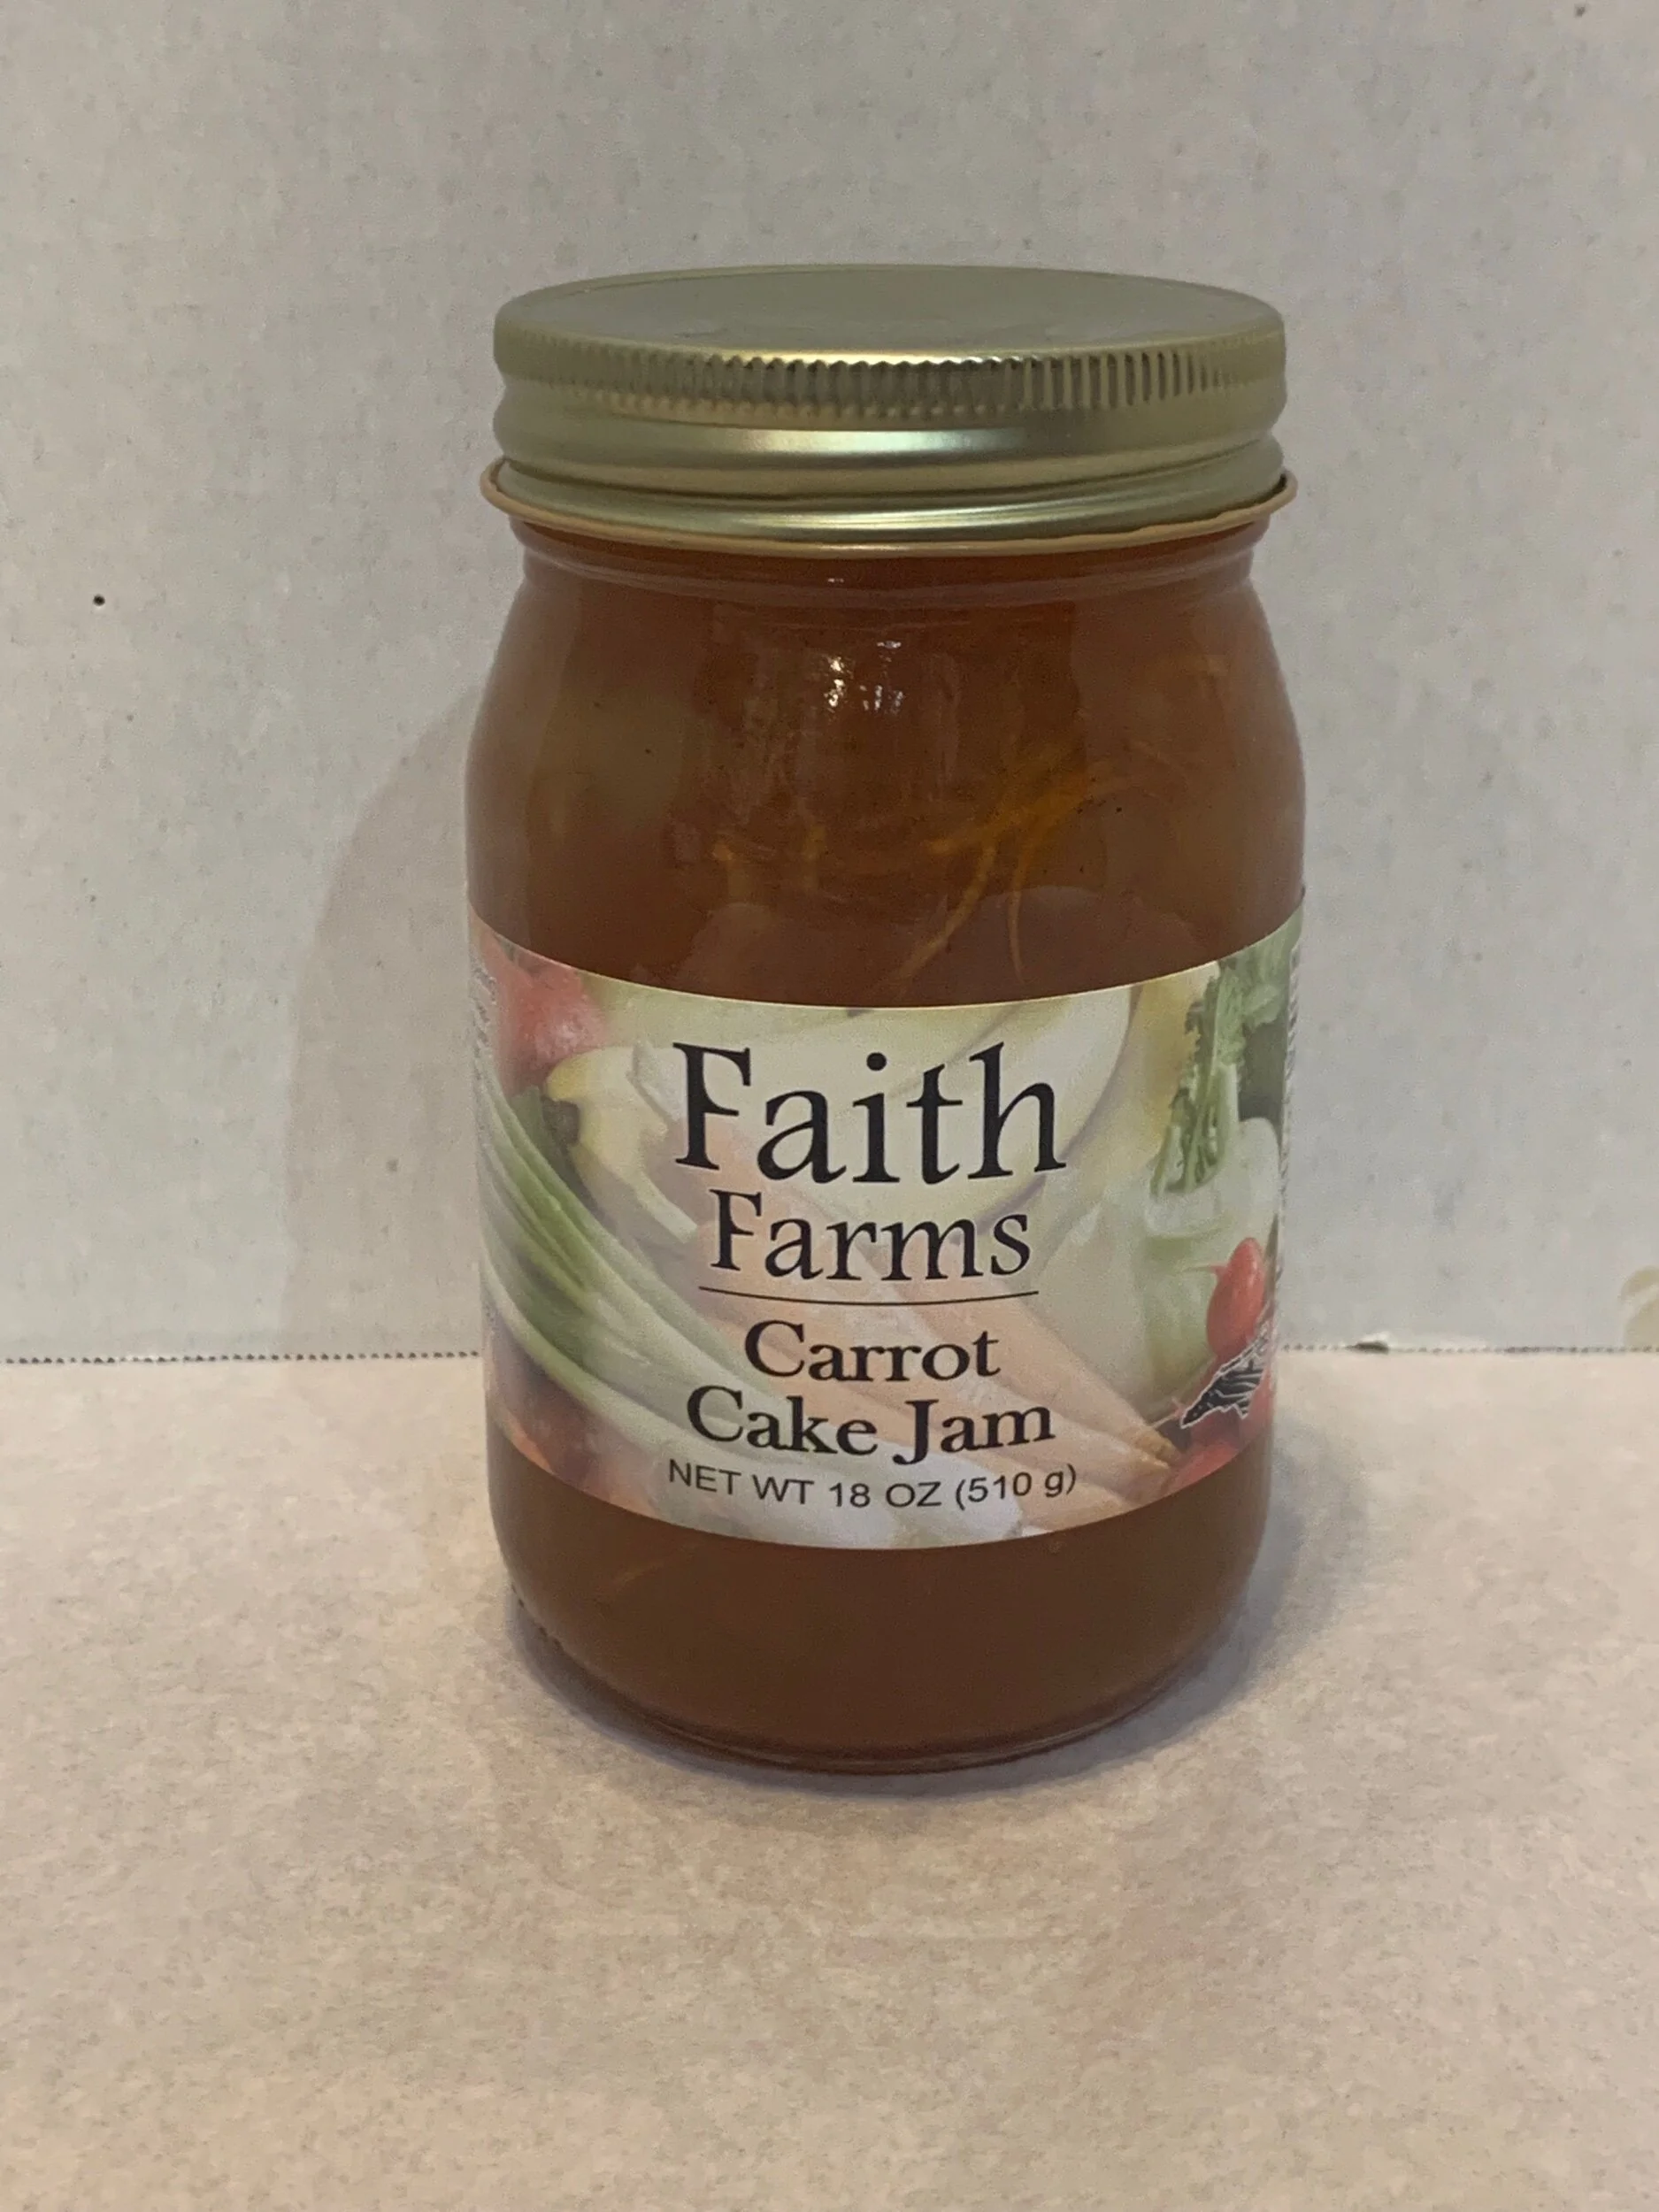 Faith
Farms
Carrot
Cake Jam
NET WT 18 OZ (510 g)